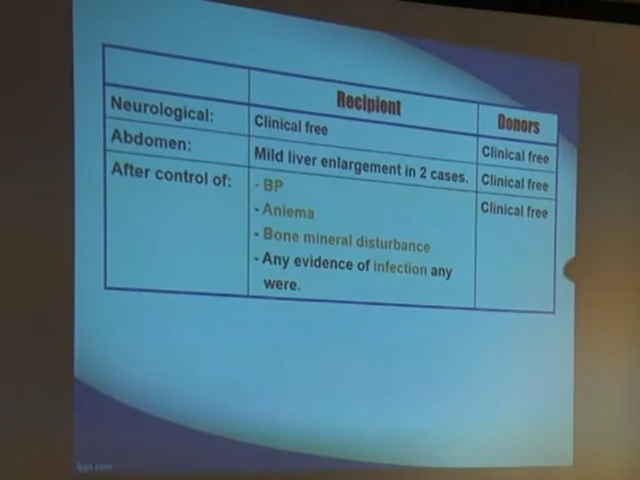 Recipient Donors
Neurological: Clinical free Clinical free
Abdomen: Mild liver enlargement in 2 cases. Clinical free
After control of: - BP Clinical free
- Aniema
- Bone mineral disturbance
- Any evidence of infection any
were.